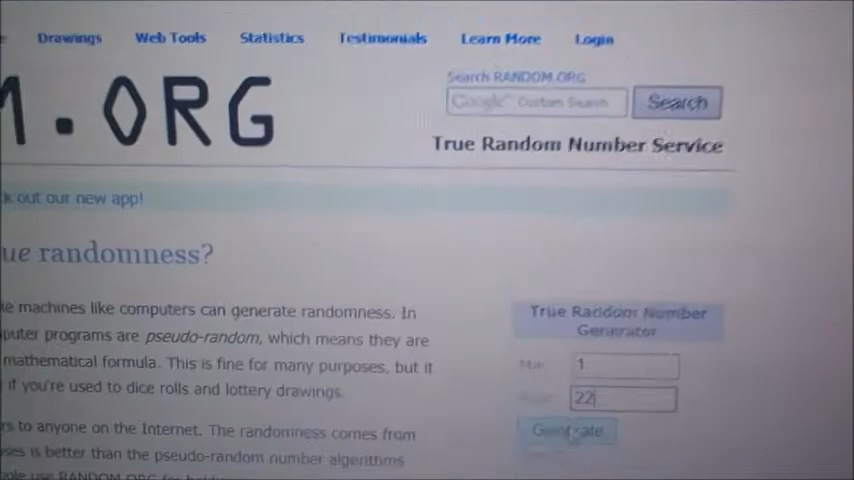 Drawings Web Tools Statistics Testimonials Learn More Login
Search RANDOM.ORG
M.ORG
Google™ Custom Search Search
True Random Number Service
k out our new app!
ue randomness?
e machines like computers can generate randomness. In
puter programs are pseudo-random, which means they are
mathematical formula. This is fine for many purposes, but it
if you're used to dice rolls and lottery drawings.
rs to anyone on the Internet. The randomness comes from
oses is better than the pseudo-random number algorithms
True Random Number
Generator
Min: 1
22
Generate